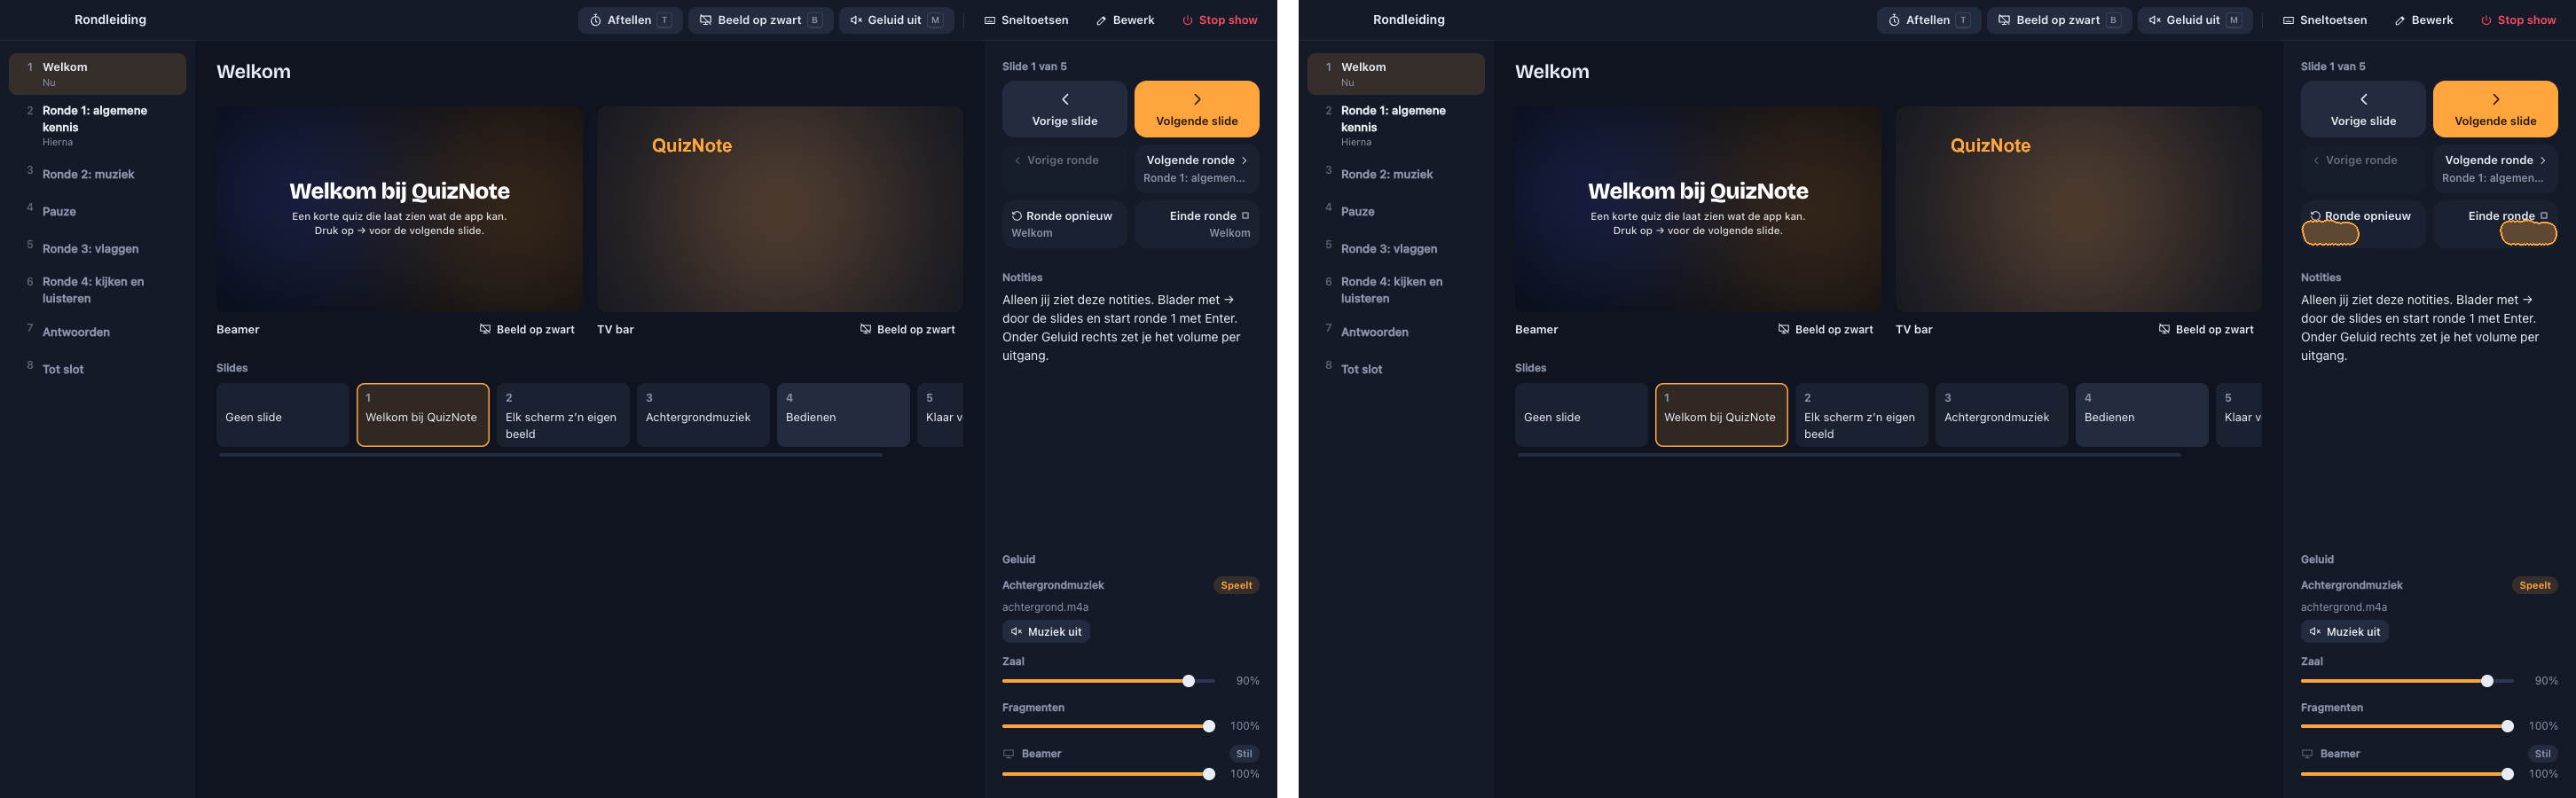 Rondleiding
Aftellen T
Beeld op zwart B
Geluid uit M
Sneltoetsen
Bewerk
Stop show
1 Welkom
Nu
2 Ronde 1: algemene
kennis
Hierna
3 Ronde 2: muziek
4 Pauze
5 Ronde 3: vlaggen
6 Ronde 4: kijken en
luisteren
7 Antwoorden
8 Tot slot
Welkom
Welkom bij QuizNote
Een korte quiz die laat zien wat de app kan.
Druk op → voor de volgende slide.
QuizNote
Beamer
Beeld op zwart
TV bar
Beeld op zwart
Slides
Geen slide
1
Welkom bij QuizNote
2
Elk scherm z’n eigen
beeld
3
Achtergrondmuziek
4
Bedienen
5
Klaar
Slide 1 van 5
Vorige slide
Volgende slide
Vorige ronde
Volgende ronde
Ronde 1: algemen...
Ronde opnieuw
Welkom
Einde ronde
Welkom
Notities
Alleen jij ziet deze notities. Blader met →
door de slides en start ronde 1 met Enter.
Onder Geluid rechts zet je het volume per
uitgang.
Geluid
Achtergrondmuziek Speelt
achtergrond.m4a
Muziek uit
Zaal
90%
Fragmenten
100%
Beamer Stil
100%
Rondleiding
Aftellen T
Beeld op zwart B
Geluid uit M
Sneltoetsen
Bewerk
Stop show
1 Welkom
Nu
2 Ronde 1: algemene
kennis
Hierna
3 Ronde 2: muziek
4 Pauze
5 Ronde 3: vlaggen
6 Ronde 4: kijken en
luisteren
7 Antwoorden
8 Tot slot
Welkom
Welkom bij QuizNote
Een korte quiz die laat zien wat de app kan.
Druk op → voor de volgende slide.
QuizNote
Beamer
Beeld op zwart
TV bar
Beeld op zwart
Slides
Geen slide
1
Welkom bij QuizNote
2
Elk scherm z’n eigen
beeld
3
Achtergrondmuziek
4
Bedienen
5
Klaar
Slide 1 van 5
Vorige slide
Volgende slide
Vorige ronde
Volgende ronde
Ronde 1: algemen...
Ronde opnieuw
Einde ronde
Notities
Alleen jij ziet deze notities. Blader met →
door de slides en start ronde 1 met Enter.
Onder Geluid rechts zet je het volume per
uitgang.
Geluid
Achtergrondmuziek Speelt
achtergrond.m4a
Muziek uit
Zaal
90%
Fragmenten
100%
Beamer Stil
100%